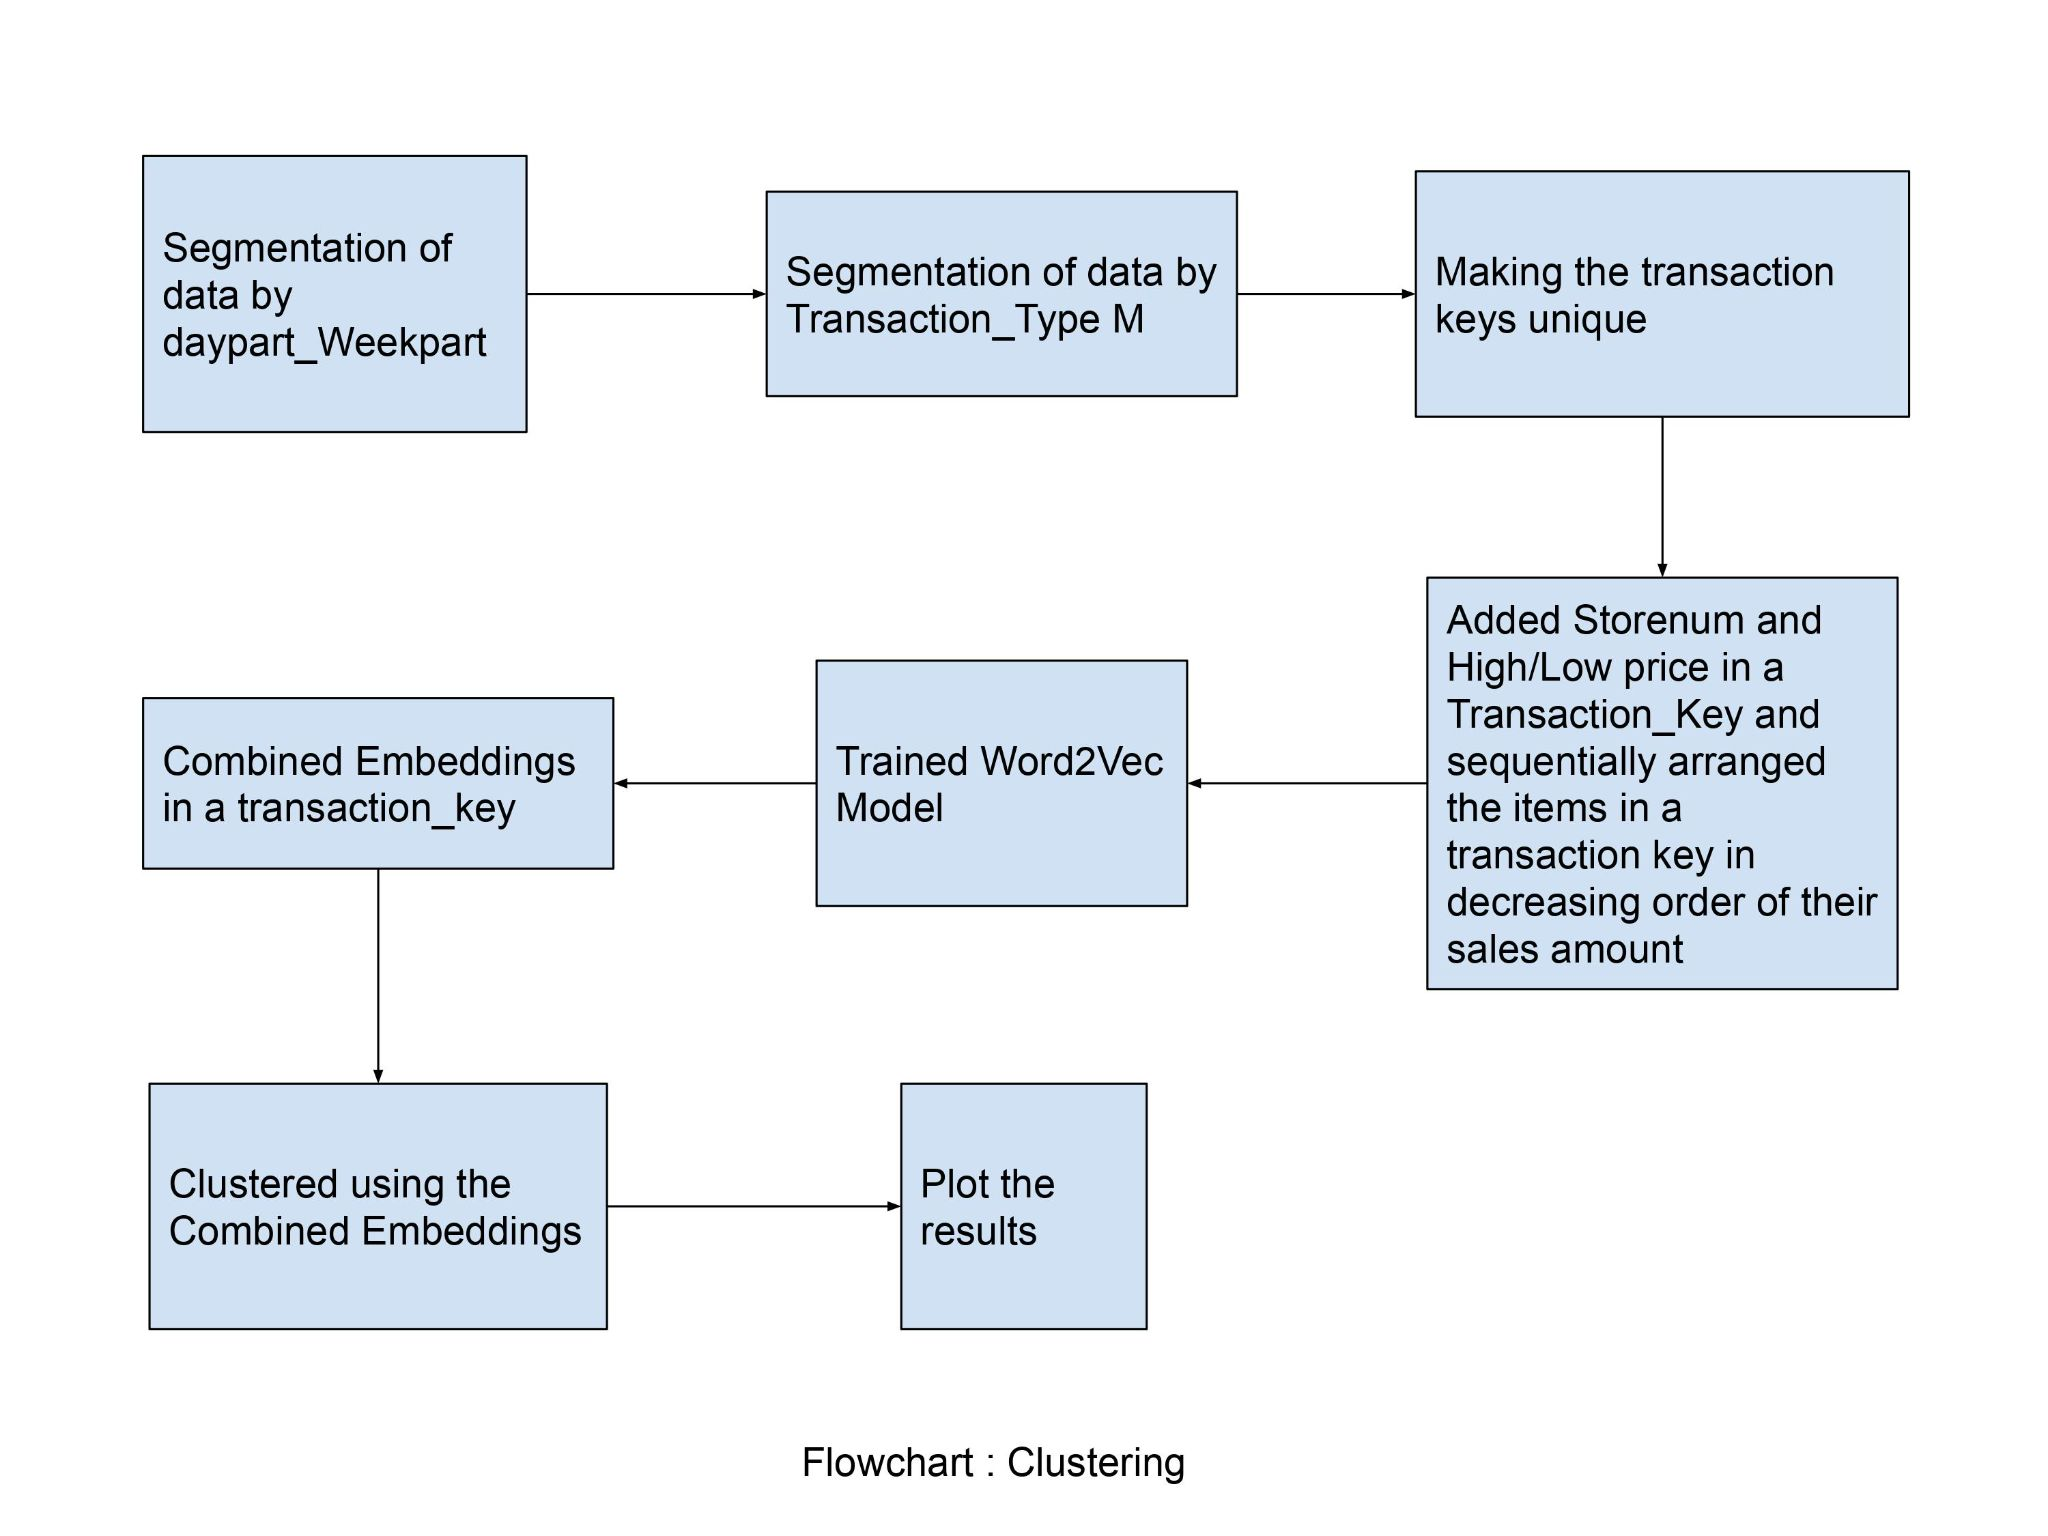 Segmentation of
data by
daypart_Weekpart
Segmentation of data by
Transaction_Type M
Making the transaction
keys unique
Added Storenum and
High/Low price in a
Transaction_Key and
sequentially arranged
the items in a
transaction key in
decreasing order of their
sales amount
Trained Word2Vec
Model
Combined Embeddings
in a transaction_key
Clustered using the
Combined Embeddings
Plot the
results
Flowchart : Clustering